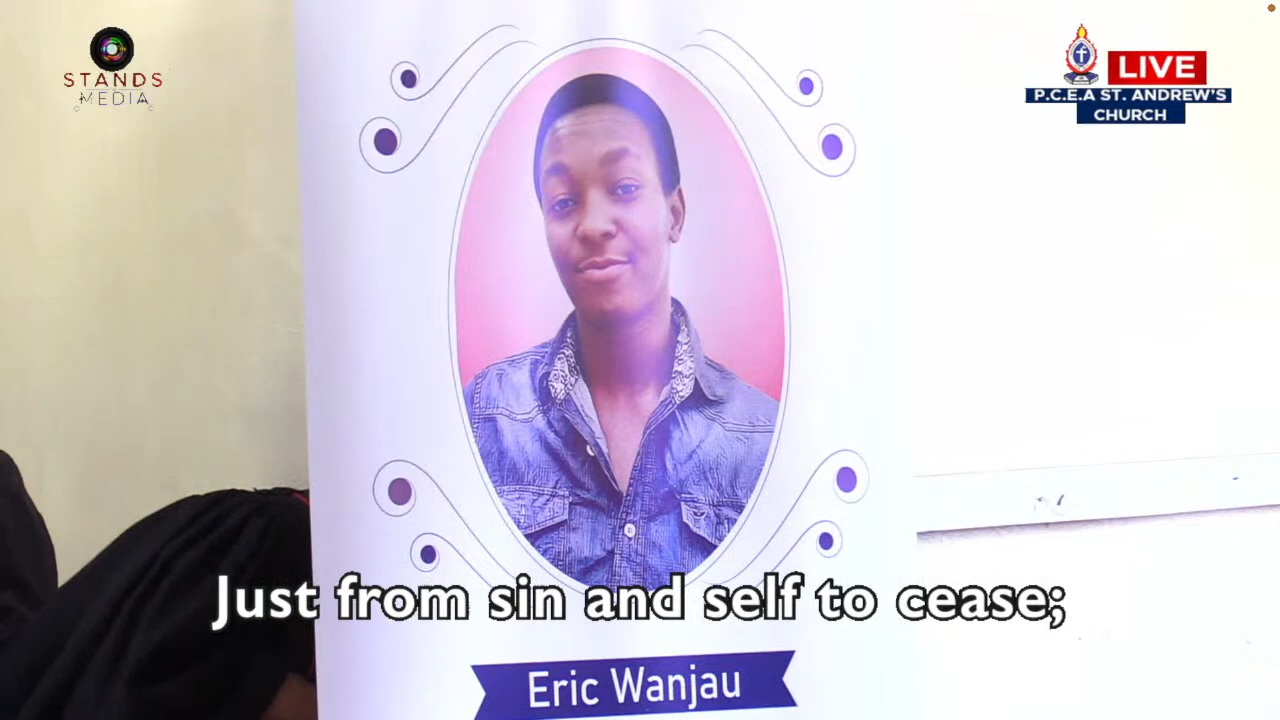 STANDS
MEDIA
LIVE
P.C.E.A ST. ANDREW'S
CHURCH
Just from sin and self to cease;
Eric Wanjau